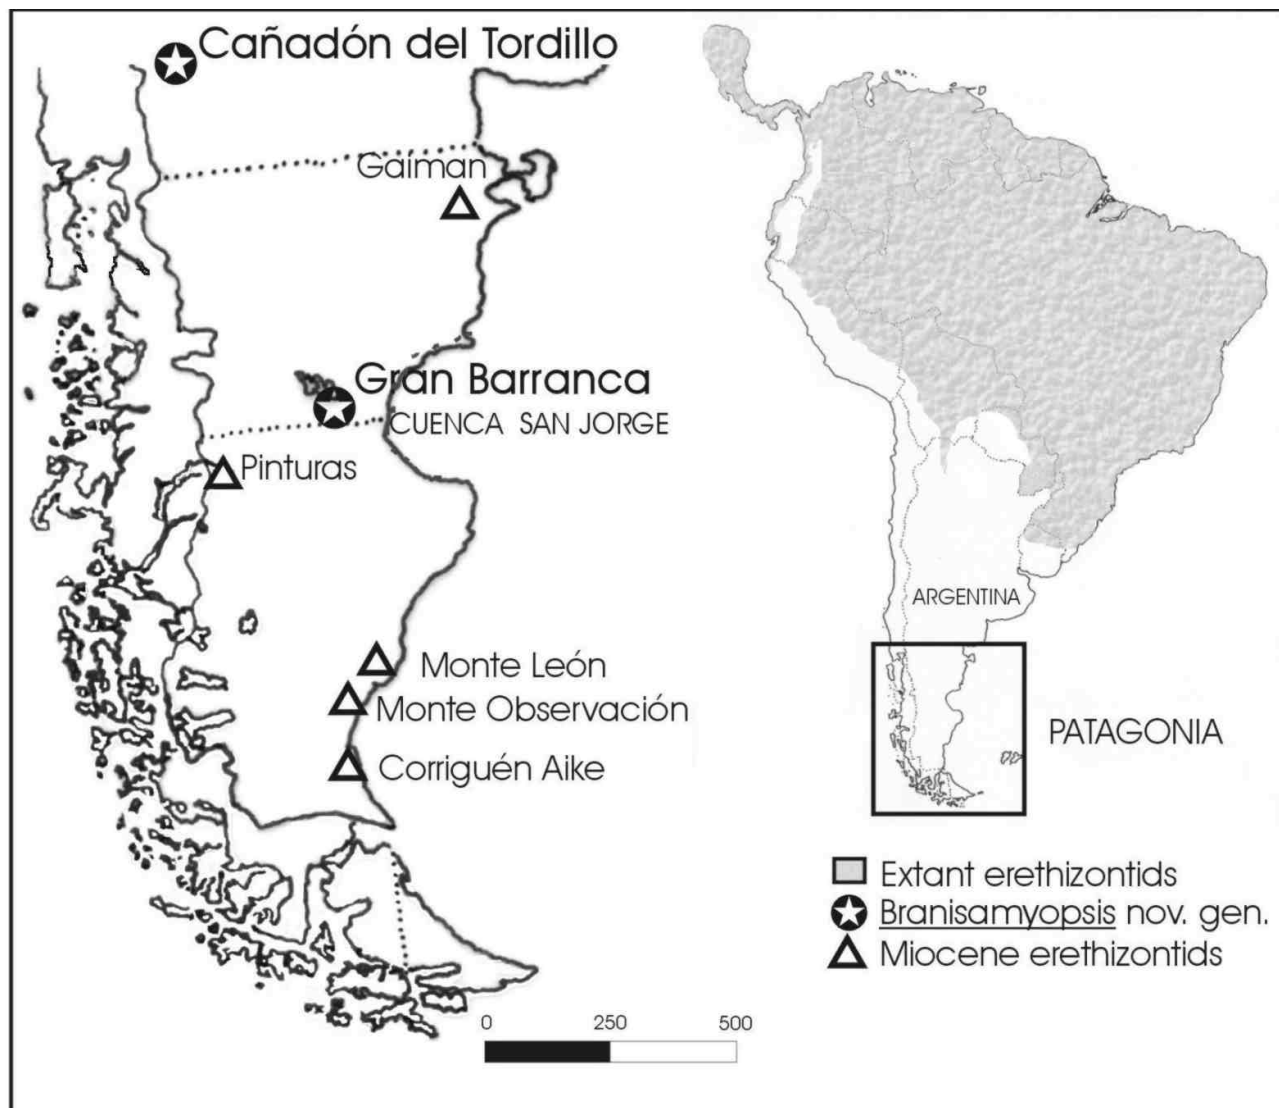 Cañadón del Tordillo
Gaiman
Gran Barranca
CUENCA SAN JORGE
Pinturas
Monte León
Monte Observación
Corriguén Aike
0 250 500
ARGENTINA
PATAGONIA
Extant erethizontids
Branisamyopsis nov. gen.
Miocene erethizontids